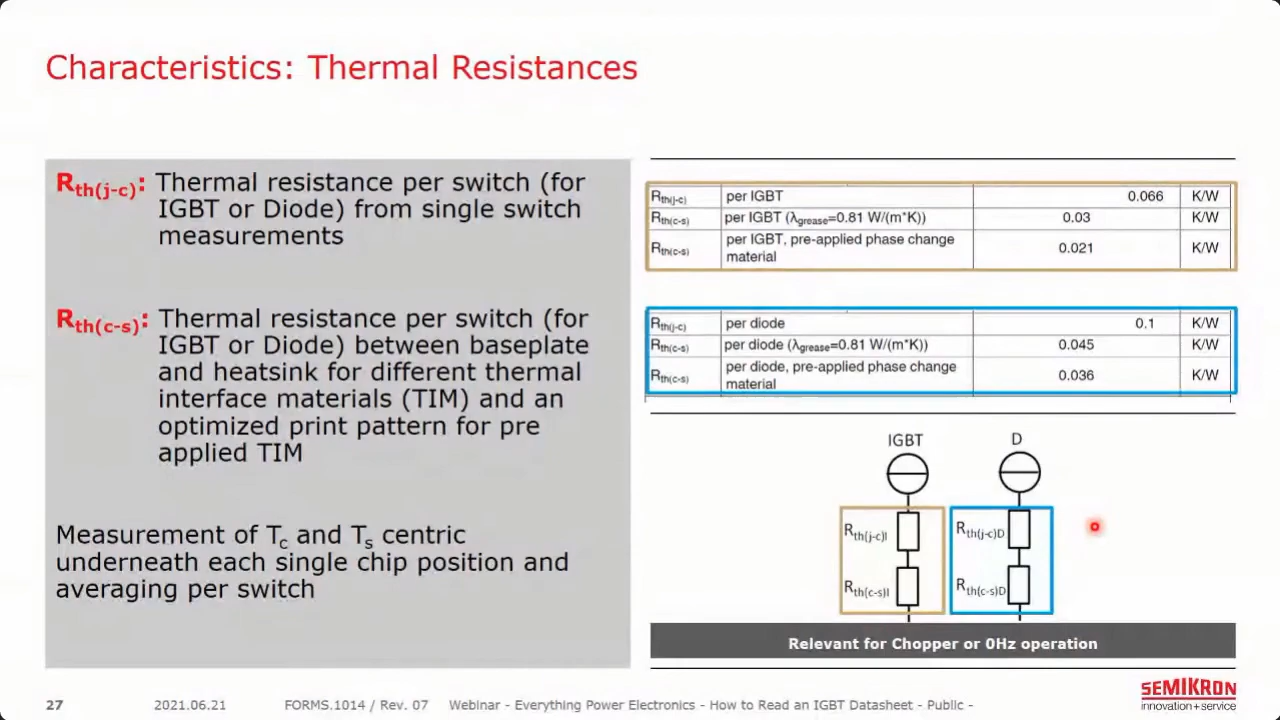 Characteristics: Thermal Resistances
Rth(j-c): Thermal resistance per switch (for
IGBT or Diode) from single switch
measurements
Rth(c-s): Thermal resistance per switch (for
IGBT or Diode) between baseplate
and heatsink for different thermal
interface materials (TIM) and an
optimized print pattern for pre
applied TIM
Measurement of Tc and Ts centric
underneath each single chip position and
averaging per switch
Rth(j-c) per IGBT 0.066 K/W
Rth(c-s) per IGBT (λgrease=0.81 W/(m*K)) 0.03 K/W
Rth(c-s) per IGBT, pre-applied phase change
material 0.021 K/W
Rth(j-c) per diode 0.1 K/W
Rth(c-s) per diode (λgrease=0.81 W/(m*K)) 0.045 K/W
Rth(c-s) per diode, pre-applied phase change
material 0.036 K/W
IGBT D
Rth(j-c)I Rth(j-c)D
Rth(c-s)I Rth(c-s)D
Relevant for Chopper or 0Hz operation
27 2021.06.21 FORMS.1014 / Rev. 07 Webinar - Everything Power Electronics - How to Read an IGBT Datasheet - Public -
SEMIKRON
innovation+service